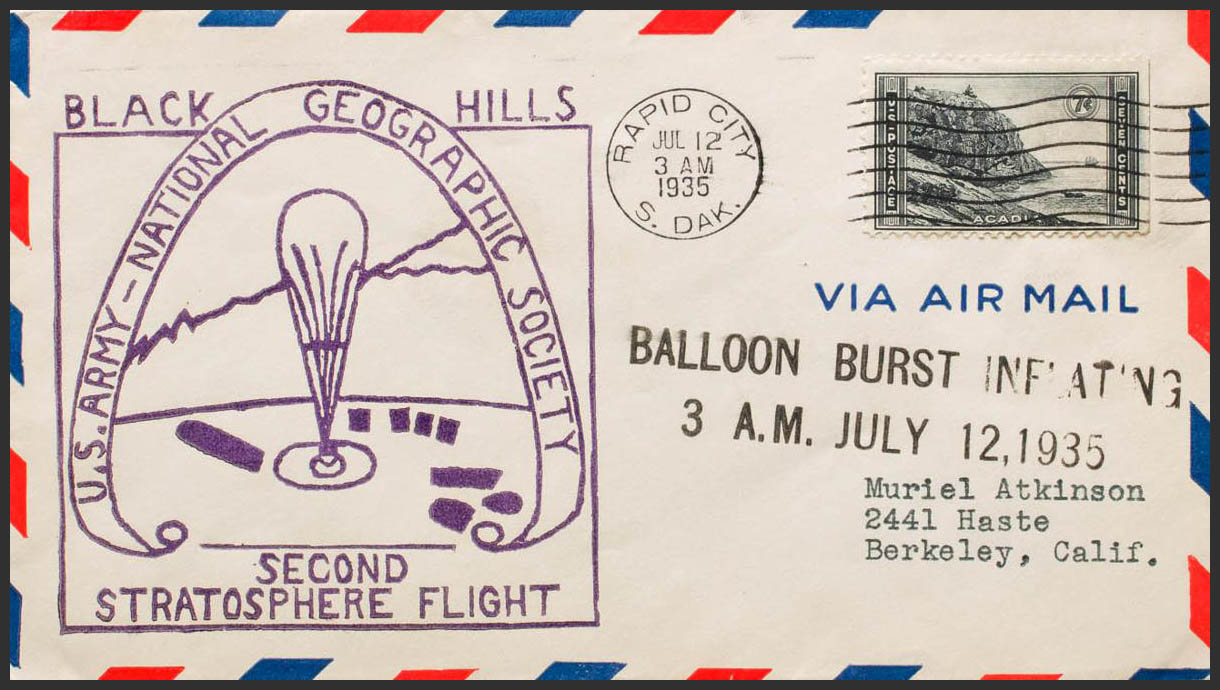 BLACK HILLS
U.S. ARMY - NATIONAL GEOGRAPHIC SOCIETY
SECOND
STRATOSPHERE FLIGHT
RAPID CITY
JUL 12
3 AM
1935
S. DAK.
7¢
U·S·POSTAGE
SEVEN CENTS
ACADIA
VIA AIR MAIL
BALLOON BURST INFLATING
3 A.M. JULY 12, 1935
Muriel Atkinson
2441 Haste
Berkeley, Calif.